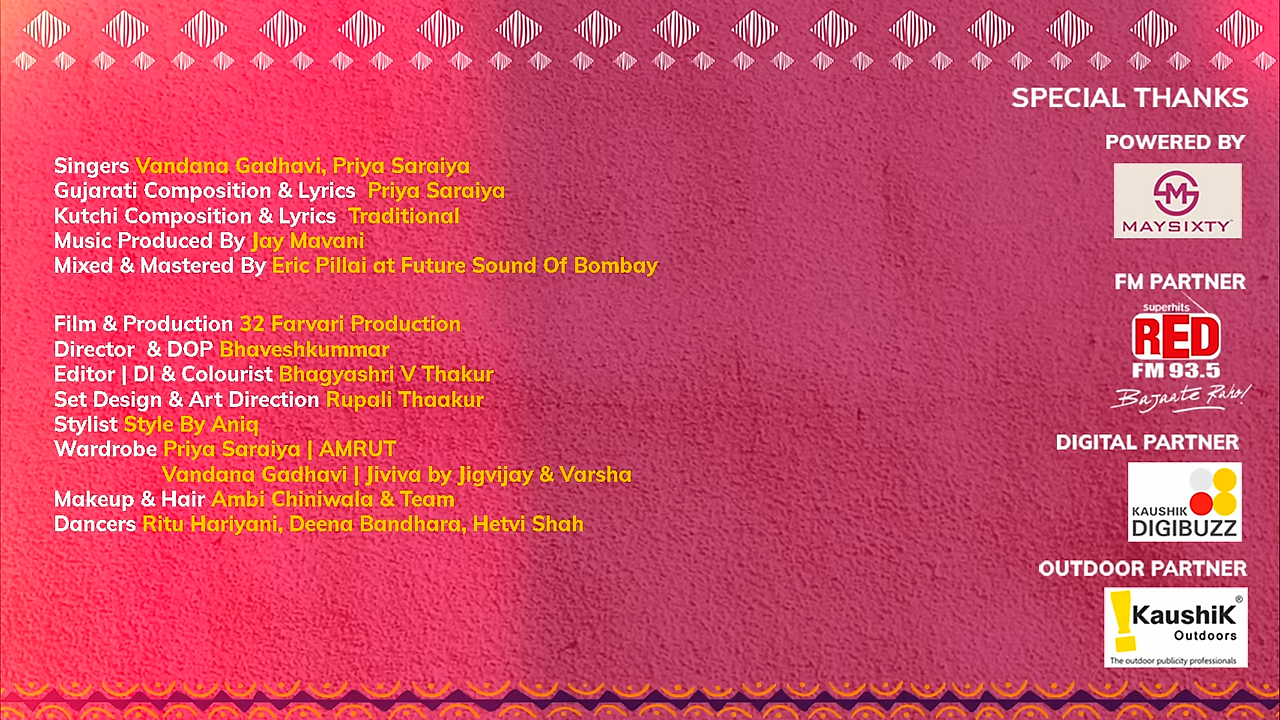 Singers Vandana Gadhavi, Priya Saraiya
Gujarati Composition & Lyrics Priya Saraiya
Kutchi Composition & Lyrics Traditional
Music Produced By Jay Mavani
Mixed & Mastered By Eric Pillai at Future Sound Of Bombay
Film & Production 32 Farvari Production
Director & DOP Bhaveshkummar
Editor | DI & Colourist Bhagyashri V Thakur
Set Design & Art Direction Rupali Thaakur
Stylist Style By Aniq
Wardrobe Priya Saraiya | AMRUT
Vandana Gadhavi | Jiviva by Jigvijay & Varsha
Makeup & Hair Ambi Chiniwala & Team
Dancers Ritu Hariyani, Deena Bandhara, Hetvi Shah
SPECIAL THANKS
POWERED BY
MAYSIXTY
FM PARTNER
superhits
RED
FM 93.5
Bajaate Raho!
DIGITAL PARTNER
KAUSHIK
DIGIBUZZ
OUTDOOR PARTNER
KaushiK®
Outdoors
The outdoor publicity professionals